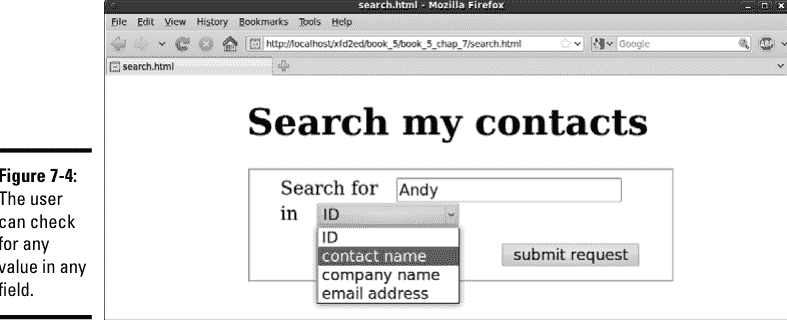 search.html - Mozilla Firefox
File Edit View History Bookmarks Tools Help
http://localhost/xfd2ed/book_5/book_5_chap_7/search.html
Google
ABP
search.html
Search my contacts
Search for Andy
in ID
ID
contact name
company name
email address
submit request
Figure 7-4:
The user
can check
for any
value in any
field.